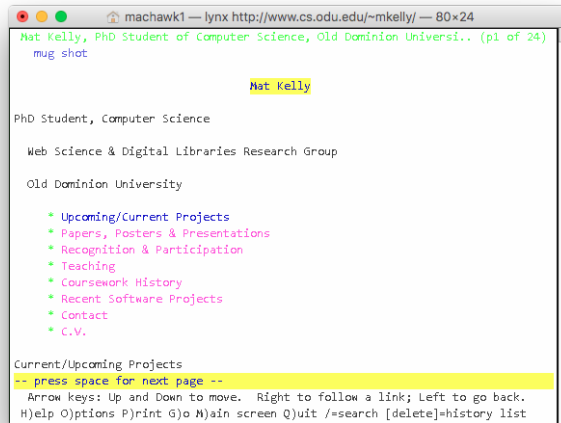 machawk1 — lynx http://www.cs.odu.edu/~mkelly/ — 80×24
Mat Kelly, PhD Student of Computer Science, Old Dominion Universi.. (p1 of 24)
mug shot
Mat Kelly
PhD Student, Computer Science
Web Science & Digital Libraries Research Group
Old Dominion University
* Upcoming/Current Projects
* Papers, Posters & Presentations
* Recognition & Participation
* Teaching
* Coursework History
* Recent Software Projects
* Contact
* C.V.
Current/Upcoming Projects
-- press space for next page --
Arrow keys: Up and Down to move.  Right to follow a link; Left to go back.
H)elp O)ptions P)rint G)o M)ain screen Q)uit /=search [delete]=history list